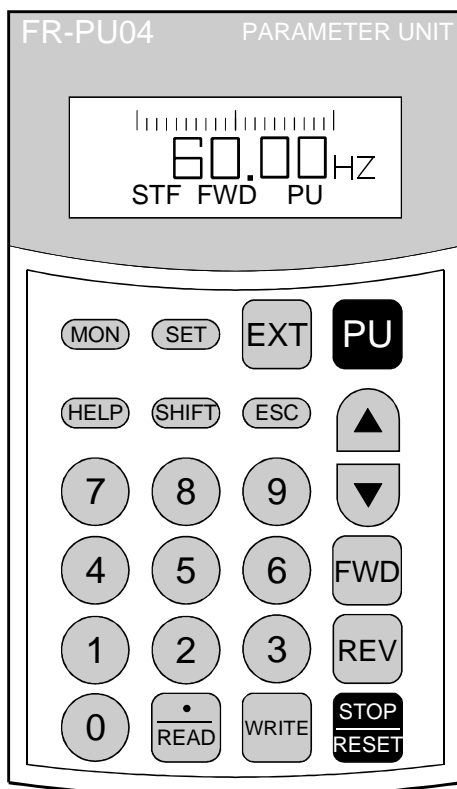 FR-PU04 PARAMETER UNIT
60.00HZ
STF FWD PU
MON SET EXT PU
HELP SHIFT ESC ▲
7 8 9 ▼
4 5 6 FWD
1 2 3 REV
0 • READ WRITE STOP RESET